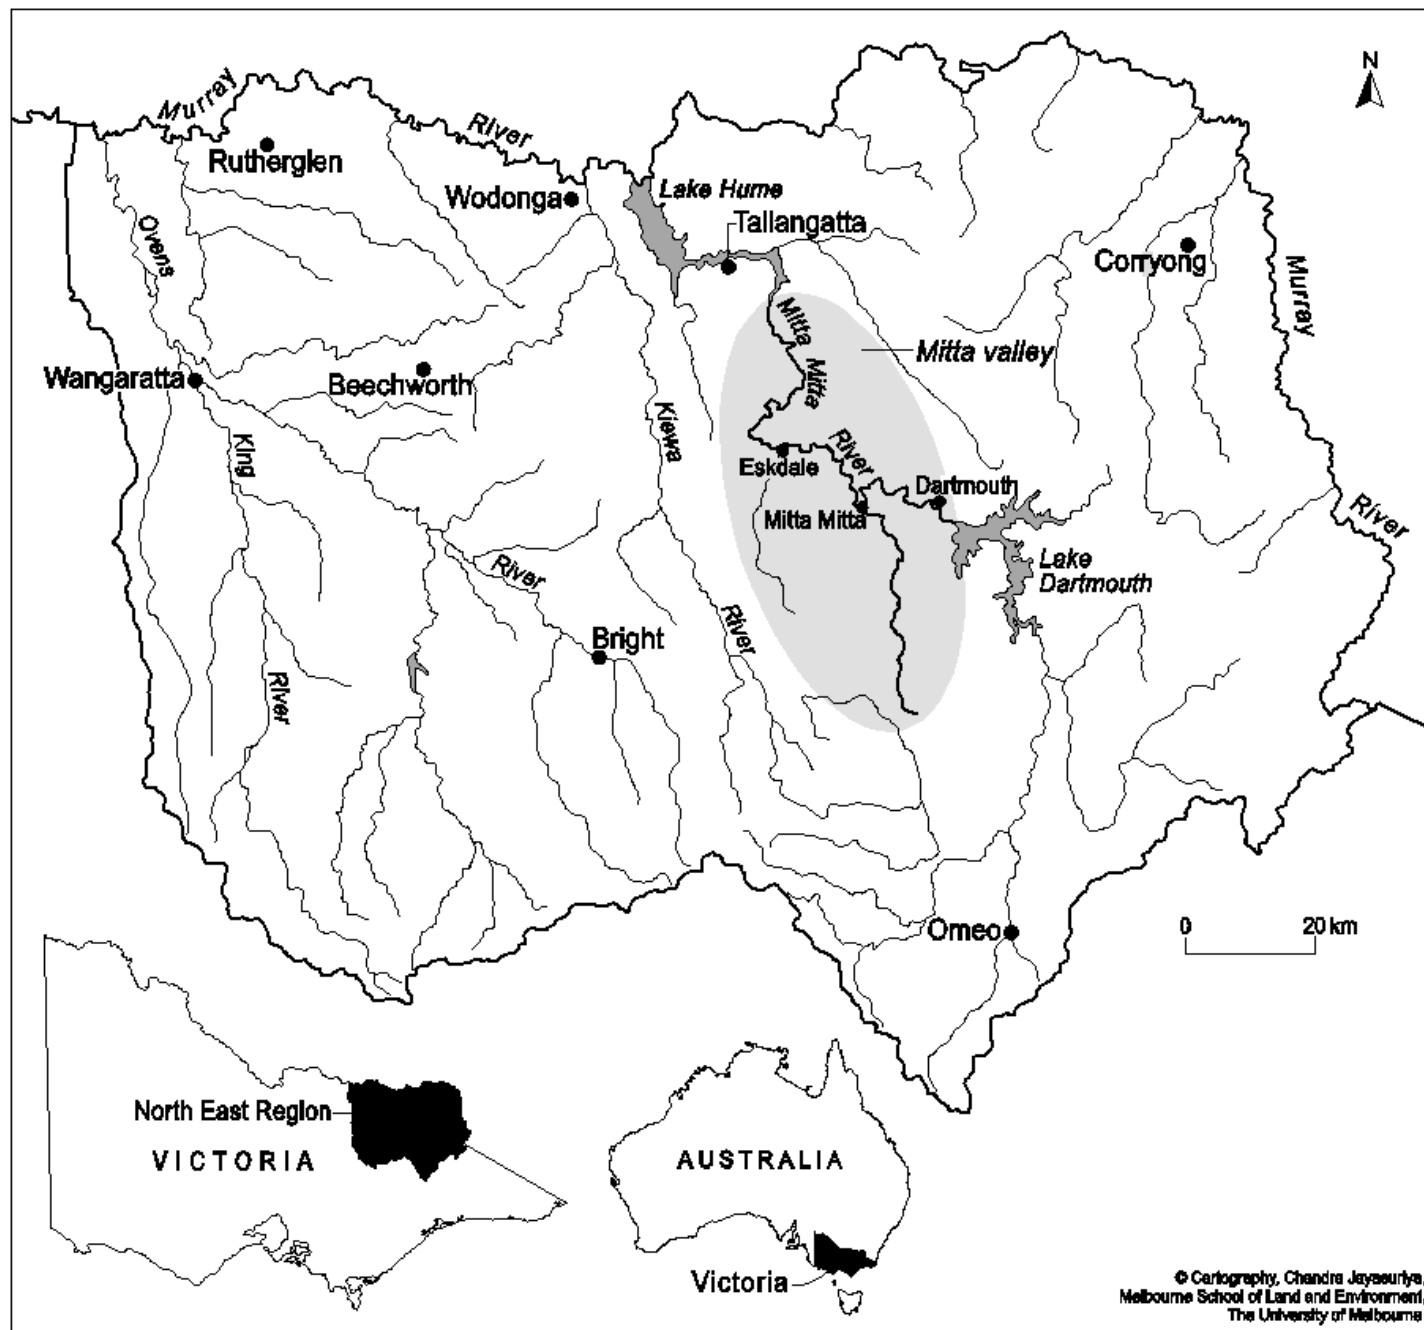 N
Murray
River
Rutherglen
Wodonga
Lake Hume
Tallangatta
Ovens
Corryong
Murray
Mitta Mitta
Mitta valley
Wangaratta
Beechworth
King
Kiewa
River
Eskdale
Dartmouth
Mitta Mitta
River
Lake
Dartmouth
River
Bright
River
River
Omeo
0 20 km
North East Region
VICTORIA
AUSTRALIA
Victoria
© Cartography, Chandra Jayasuriya,
Melbourne School of Land and Environment,
The University of Melbourne